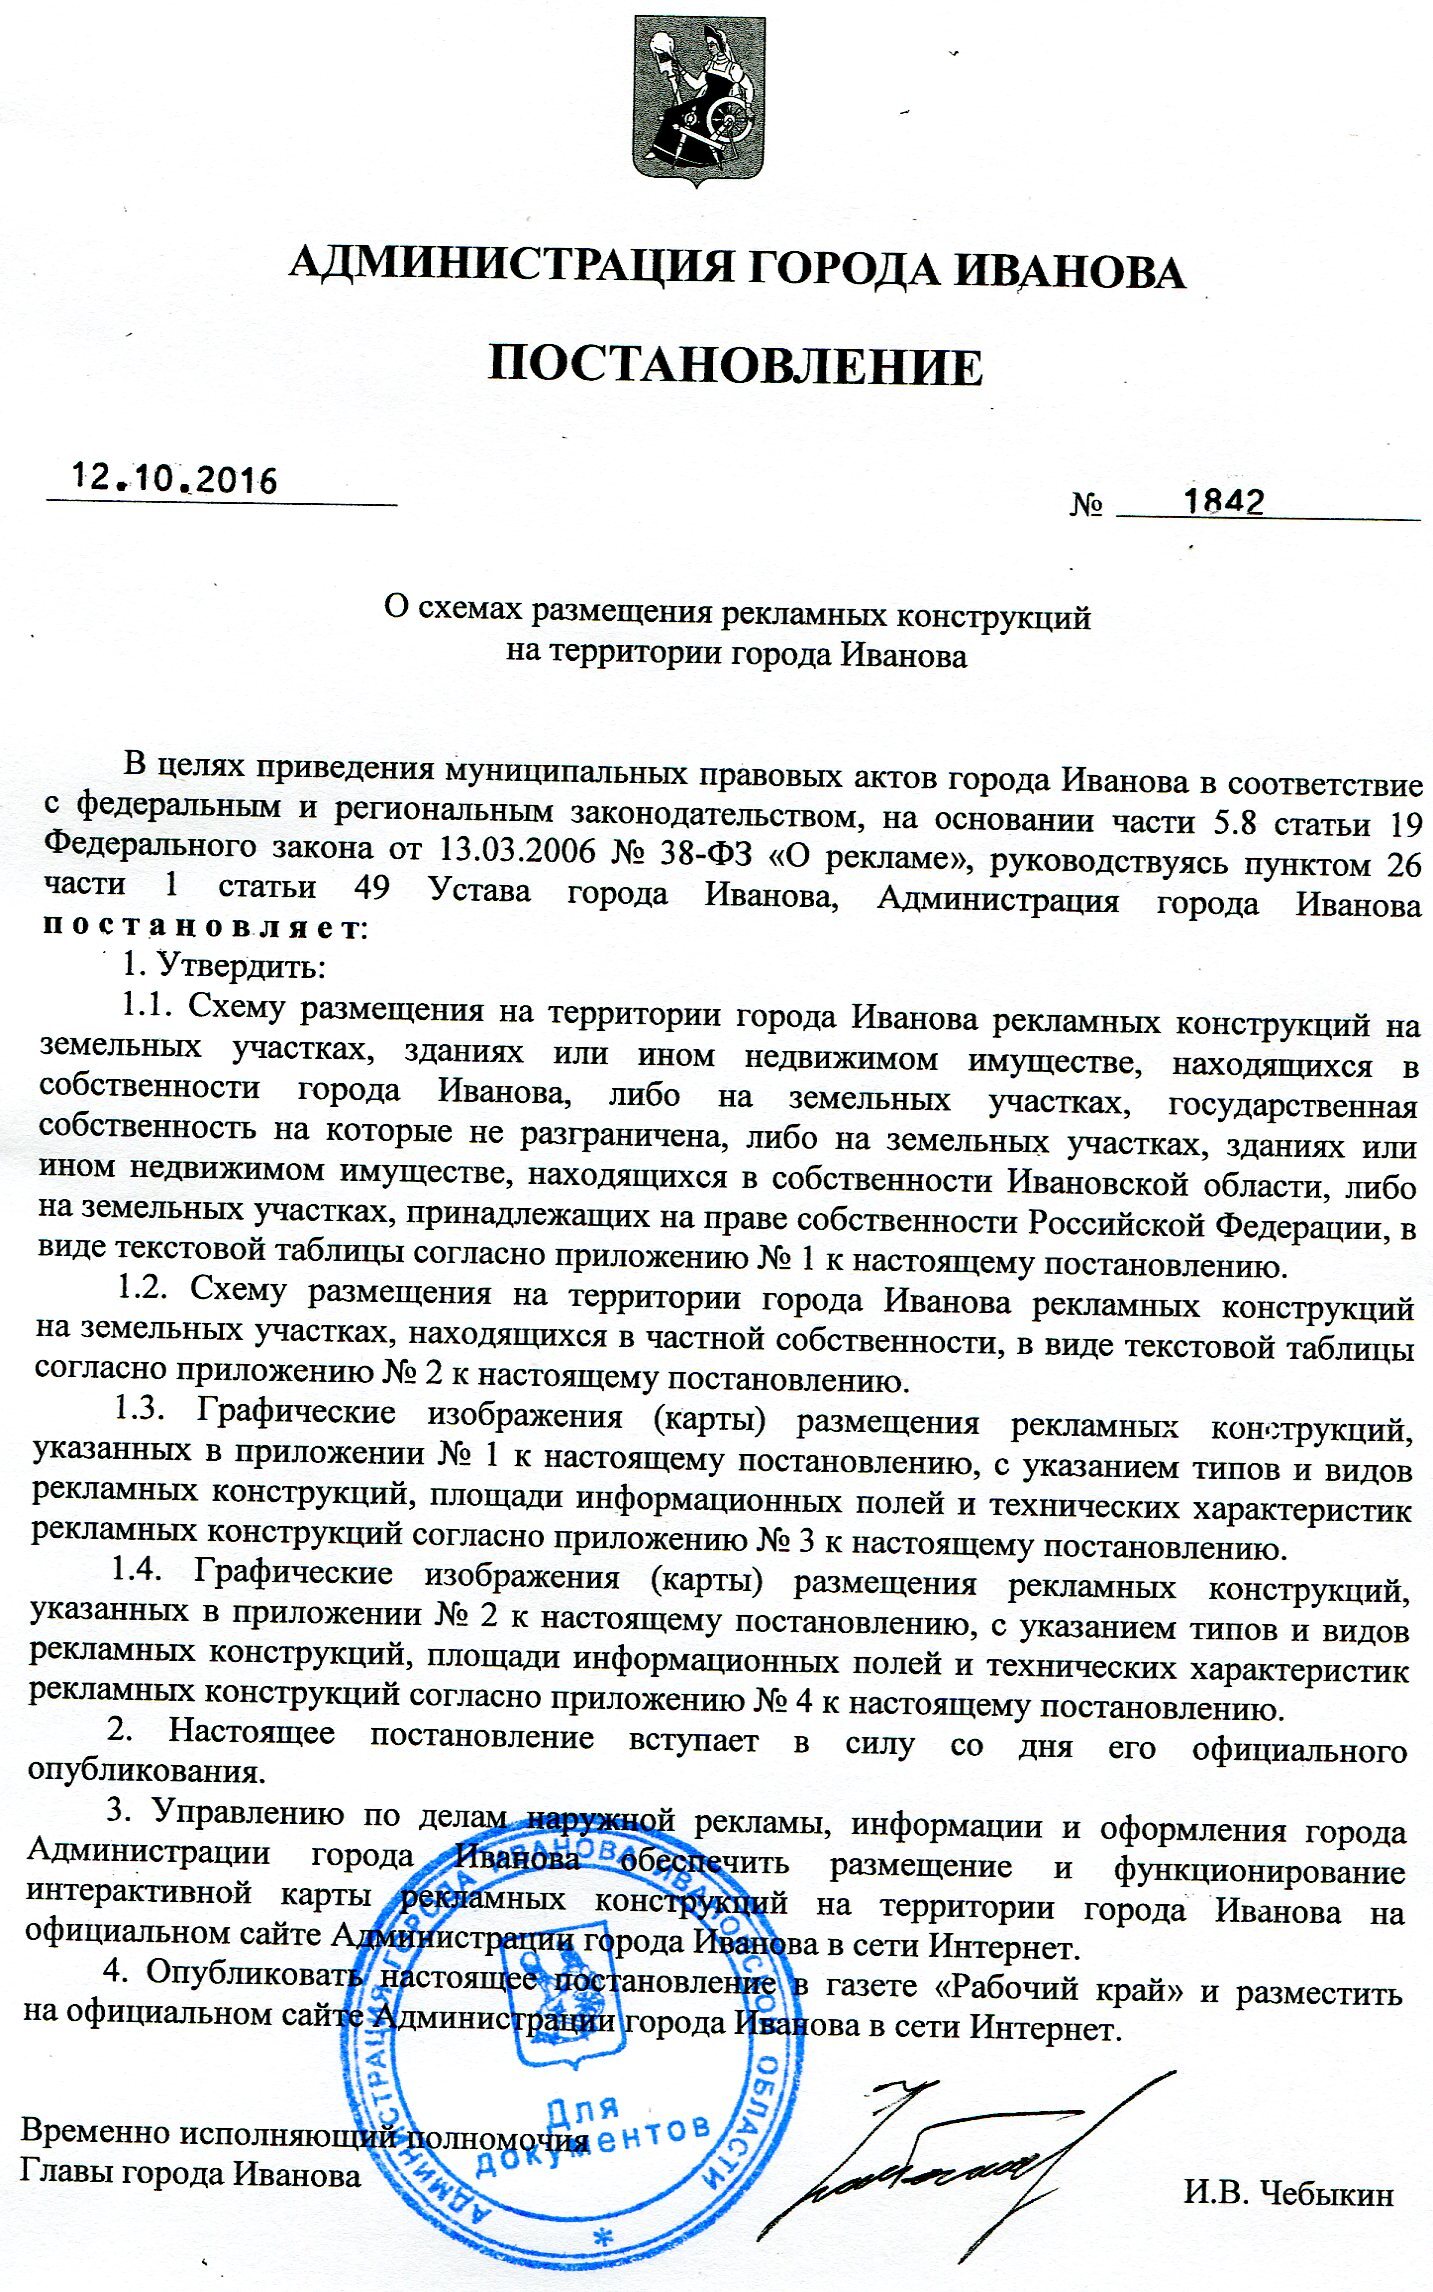 АДМИНИСТРАЦИЯ ГОРОДА ИВАНОВА
ПОСТАНОВЛЕНИЕ
12.10.2016
№ 1842
О схемах размещения рекламных конструкций
на территории города Иванова
В целях приведения муниципальных правовых актов города Иванова в соответствие
с федеральным и региональным законодательством, на основании части 5.8 статьи 19
Федерального закона от 13.03.2006 № 38-ФЗ «О рекламе», руководствуясь пунктом 26
части 1 статьи 49 Устава города Иванова, Администрация города Иванова
п о с т а н о в л я е т:
1. Утвердить:
1.1. Схему размещения на территории города Иванова рекламных конструкций на
земельных участках, зданиях или ином недвижимом имуществе, находящихся в
собственности города Иванова, либо на земельных участках, государственная
собственность на которые не разграничена, либо на земельных участках, зданиях или
ином недвижимом имуществе, находящихся в собственности Ивановской области, либо
на земельных участках, принадлежащих на праве собственности Российской Федерации, в
виде текстовой таблицы согласно приложению № 1 к настоящему постановлению.
1.2. Схему размещения на территории города Иванова рекламных конструкций
на земельных участках, находящихся в частной собственности, в виде текстовой таблицы
согласно приложению № 2 к настоящему постановлению.
1.3. Графические изображения (карты) размещения рекламных конструкций,
указанных в приложении № 1 к настоящему постановлению, с указанием типов и видов
рекламных конструкций, площади информационных полей и технических характеристик
рекламных конструкций согласно приложению № 3 к настоящему постановлению.
1.4. Графические изображения (карты) размещения рекламных конструкций,
указанных в приложении № 2 к настоящему постановлению, с указанием типов и видов
рекламных конструкций, площади информационных полей и технических характеристик
рекламных конструкций согласно приложению № 4 к настоящему постановлению.
2. Настоящее постановление вступает в силу со дня его официального
опубликования.
3. Управлению по делам наружной рекламы, информации и оформления города
Администрации города Иванова обеспечить размещение и функционирование
интерактивной карты рекламных конструкций на территории города Иванова на
официальном сайте Администрации города Иванова в сети Интернет.
4. Опубликовать настоящее постановление в газете «Рабочий край» и разместить
на официальном сайте Администрации города Иванова в сети Интернет.
АДМИНИСТРАЦИЯ ГОРОДА ИВАНОВА ИВАНОВСКОЙ ОБЛАСТИ *
Для
документов
Временно исполняющий полномочия
Главы города Иванова
И.В. Чебыкин